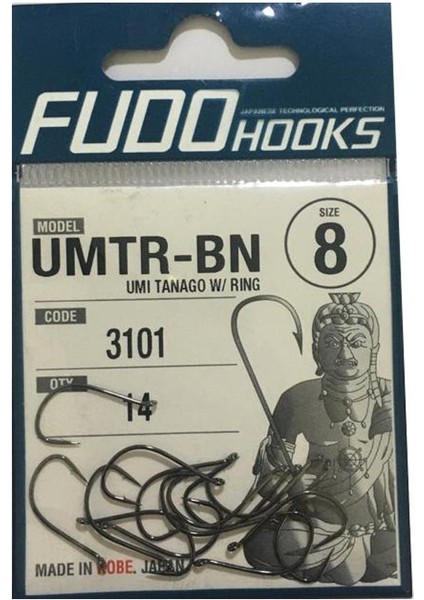 FUDO HOOKS
JAPANESE TECHNOLOGICAL PERFECTION
MODEL
UMTR-BN
UMI TANAGO W/ RING
SIZE
8
CODE
3101
QTY
14
MADE IN KOBE. JAPAN